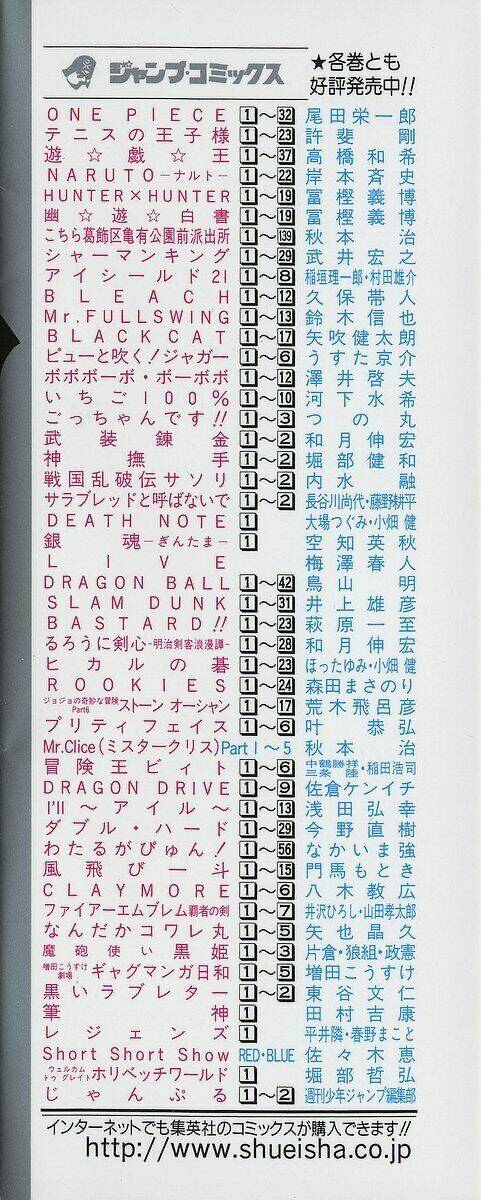 ジャンプ・コミックス
★各巻とも
好評発売中!!
ONE PIECE 1〜32 尾田栄一郎
テニスの王子様 1〜23 許斐 剛
遊☆戯☆王 1〜37 高橋和希
NARUTO―ナルト― 1〜22 岸本斉史
HUNTER×HUNTER 1〜19 冨樫義博
幽☆遊☆白書 1〜19 冨樫義博
こちら葛飾区亀有公園前派出所 1〜139 秋本 治
シャーマンキング 1〜29 武井宏之
アイシールド21 1〜8 稲垣理一郎・村田雄介
BLEACH 1〜12 久保帯人
Mr.FULLSWING 1〜13 鈴木信也
BLACK CAT 1〜17 矢吹健太朗
ピューと吹く!ジャガー 1〜6 うすた京介
ボボボーボ・ボーボボ 1〜12 澤井啓夫
いちご100% 1〜10 河下水希
ごっちゃんです!! 1〜3 つの丸
武装錬金 1〜2 和月伸宏
神撫手 1〜2 堀部健和
戦国乱破伝サソリ 1〜2 内水 融
サラブレッドと呼ばないで 1〜2 長谷川尚代・藤野耕平
DEATH NOTE 1 大場つぐみ・小畑 健
銀魂―ぎんたま― 1 空知英秋
LIVE 梅澤春人
DRAGON BALL 1〜42 鳥山 明
SLAM DUNK 1〜31 井上雄彦
BASTARD!! 1〜23 萩原一至
るろうに剣心-明治剣客浪漫譚- 1〜28 和月伸宏
ヒカルの碁 1〜23 ほったゆみ・小畑 健
ROOKIES 1〜24 森田まさのり
ジョジョの奇妙な冒険 Part6 ストーン オーシャン 1〜17 荒木飛呂彦
プリティフェイス 1〜6 叶 恭弘
Mr.Clice(ミスタークリス) Part 1〜5 秋本 治
冒険王ビィト 1〜6 三条 陸・稲田浩司
中鶴勝祥
DRAGON DRIVE 1〜9 佐倉ケンイチ
I'll〜アイル〜 1〜13 浅田弘幸
ダブル・ハード 1〜29 今野直樹
わたるがぴゅん! 1〜56 なかいま強
風飛び一斗 1〜15 門馬もとき
CLAYMORE 1〜6 八木教広
ファイアーエムブレム覇者の剣 1〜7 井沢ひろし・山田孝太郎
なんだかコワレ丸 1〜5 矢也晶久
魔砲使い黒姫 1〜3 片倉・狼組・政憲
増田こうすけ劇場 ギャグマンガ日和 1〜5 増田こうすけ
黒いラブレター 1〜2 東谷文仁
筆神 1 田村吉康
レジェンズ 1 平井隣・春野まこと
Short Short Show RED・BLUE 佐々木恵
ウェルカム トゥ グレイト ホリベッチワールド 1 堀部哲弘
じゃんぷる 1〜2 週刊少年ジャンプ編集部
インターネットでも集英社のコミックスが購入できます!!
http://www.shueisha.co.jp